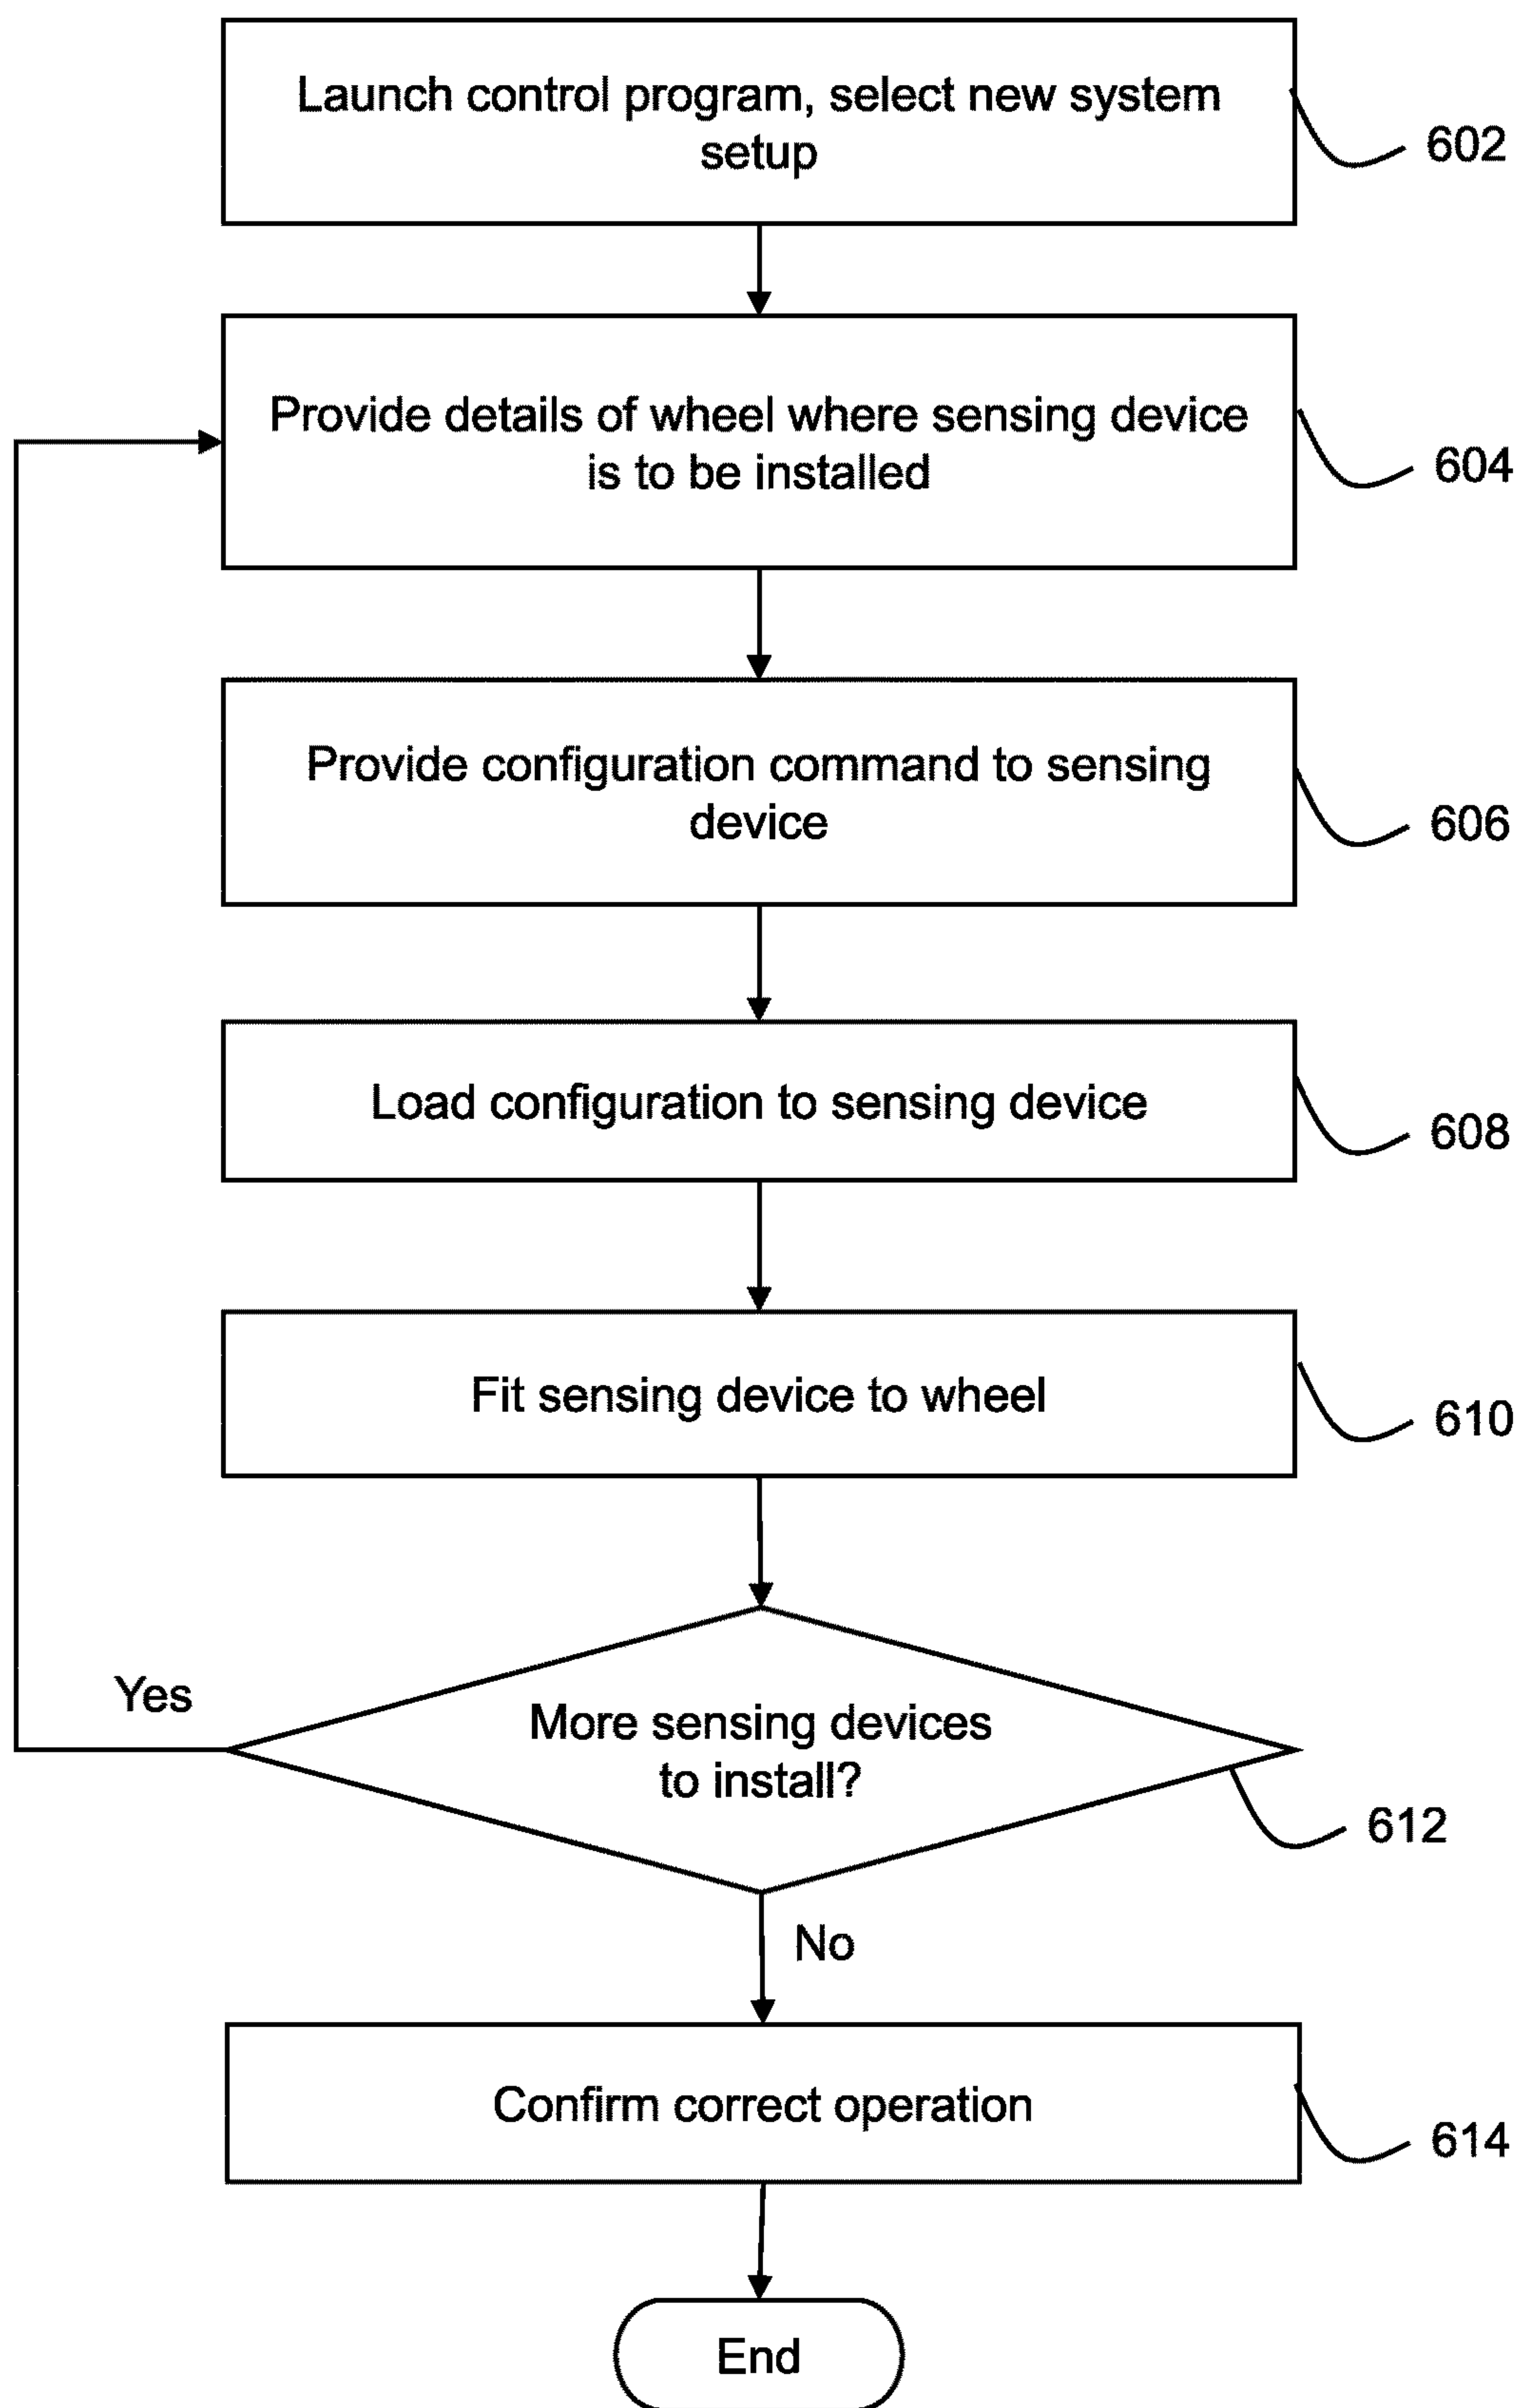 Launch control program, select new system
setup
602
Provide details of wheel where sensing device
is to be installed
604
Provide configuration command to sensing
device
606
Load configuration to sensing device
608
Fit sensing device to wheel
610
Yes
More sensing devices
to install?
612
No
Confirm correct operation
614
End